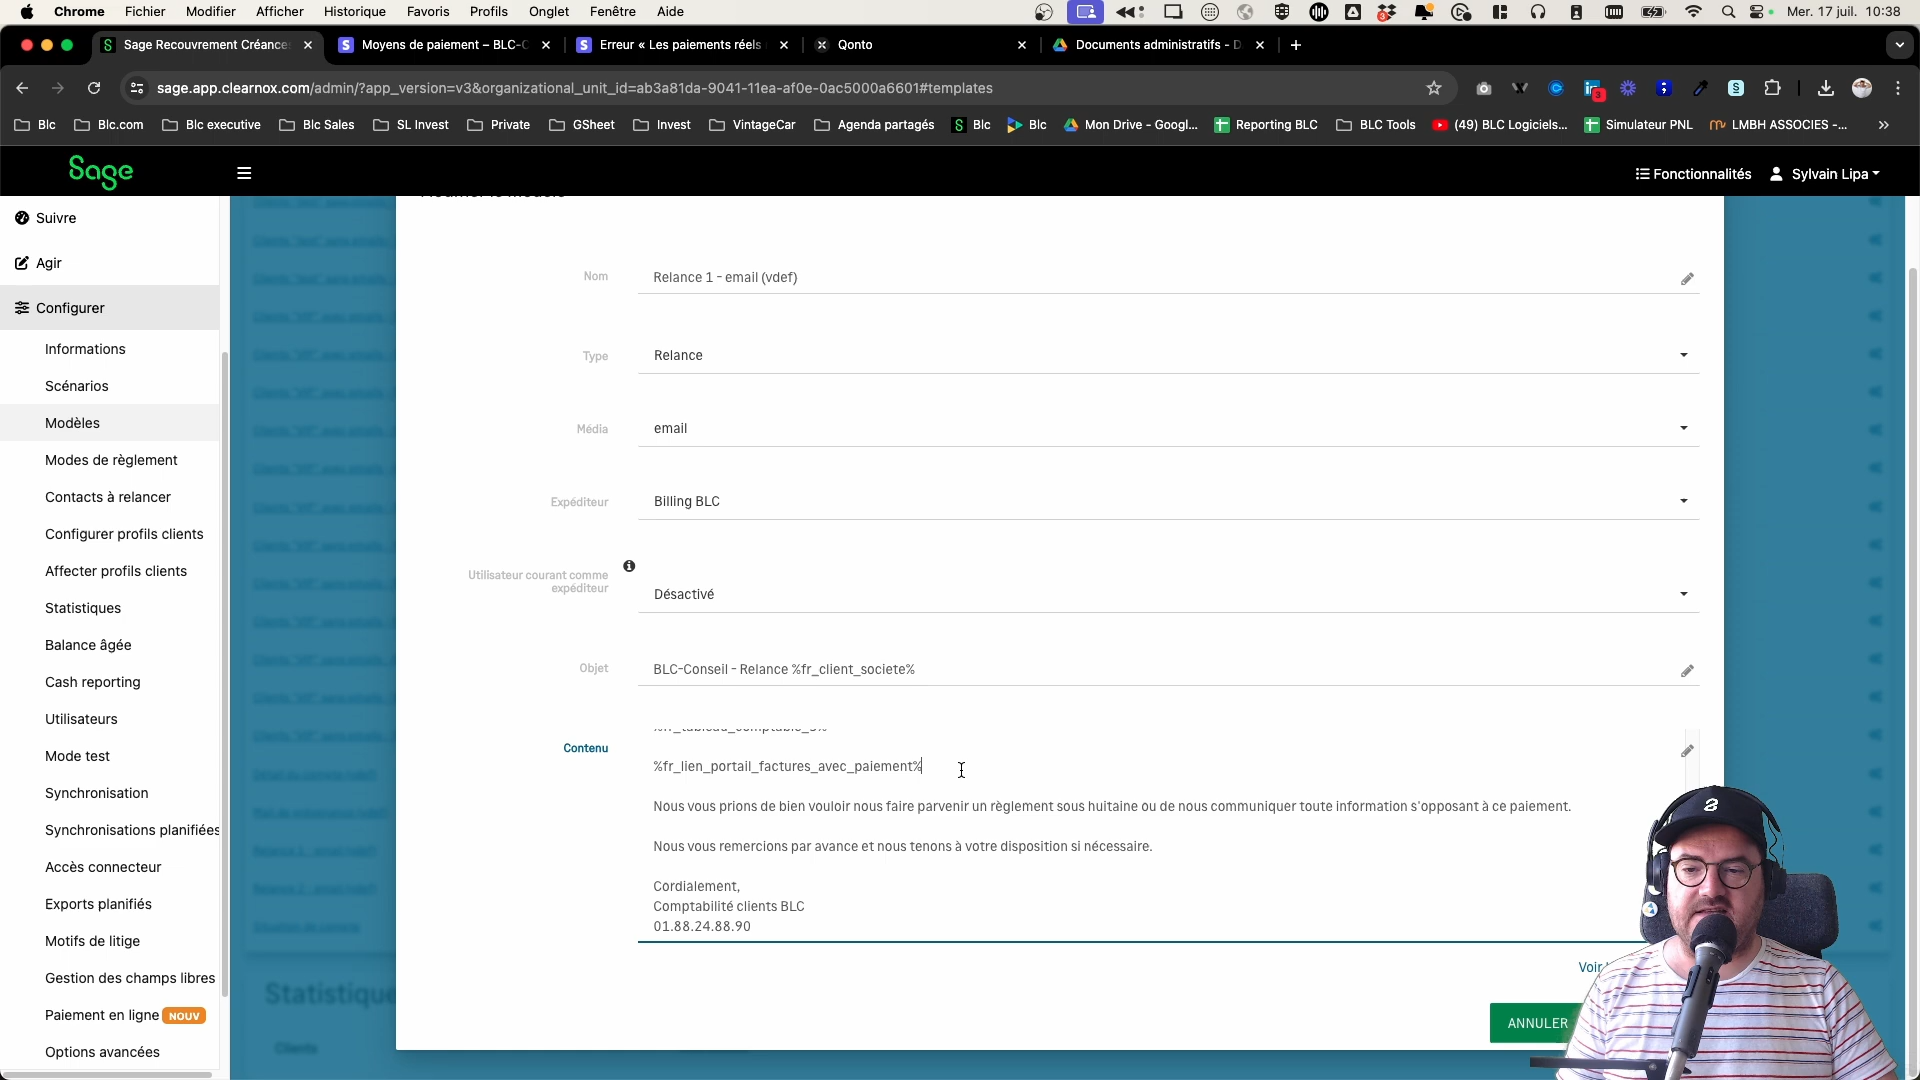 Chrome Fichier Modifier Afficher Historique Favoris Profils Onglet Fenêtre Aide
3
Mer. 17 juil. 10:38
Sage Recouvrement Créances
Moyens de paiement – BLC-C
Erreur « Les paiements réels
Qonto
Documents administratifs - D
sage.app.clearnox.com/admin/?app_version=v3&organizational_unit_id=ab3a81da-9041-11ea-af0e-0ac5000a6601#templates
3
Blc Blc.com Blc executive Blc Sales SL Invest Private GSheet Invest VintageCar Agenda partagés Blc Blc Mon Drive - Googl... Reporting BLC BLC Tools (49) BLC Logiciels... Simulateur PNL LMBH ASSOCIES -...
Sage
Fonctionnalités
Sylvain Lipa
Suivre
Agir
Configurer
Informations
Scénarios
Modèles
Modes de règlement
Contacts à relancer
Configurer profils clients
Affecter profils clients
Statistiques
Balance âgée
Cash reporting
Utilisateurs
Mode test
Synchronisation
Synchronisations planifiées
Accès connecteur
Exports planifiés
Motifs de litige
Gestion des champs libres
Paiement en ligne NOUV
Options avancées
Nom
Relance 1 - email (vdef)
Type
Relance
Média
email
Expéditeur
Billing BLC
Utilisateur courant comme
expéditeur
Désactivé
Objet
BLC-Conseil - Relance %fr_client_societe%
Contenu
%fr_lien_portail_factures_avec_paiement%
Nous vous prions de bien vouloir nous faire parvenir un règlement sous huitaine ou de nous communiquer toute information s'opposant à ce paiement.
Nous vous remercions par avance et nous tenons à votre disposition si nécessaire.
Cordialement,
Comptabilité clients BLC
01.88.24.88.90
Voir
ANNULER
Statistique
Clients